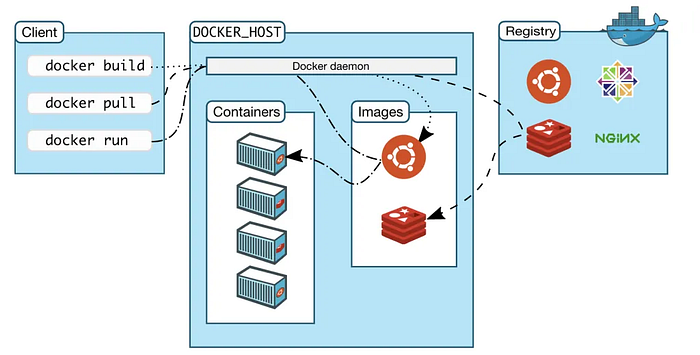 Client
docker build
docker pull
docker run
DOCKER_HOST
Docker daemon
Containers
Images
Registry
NGINX